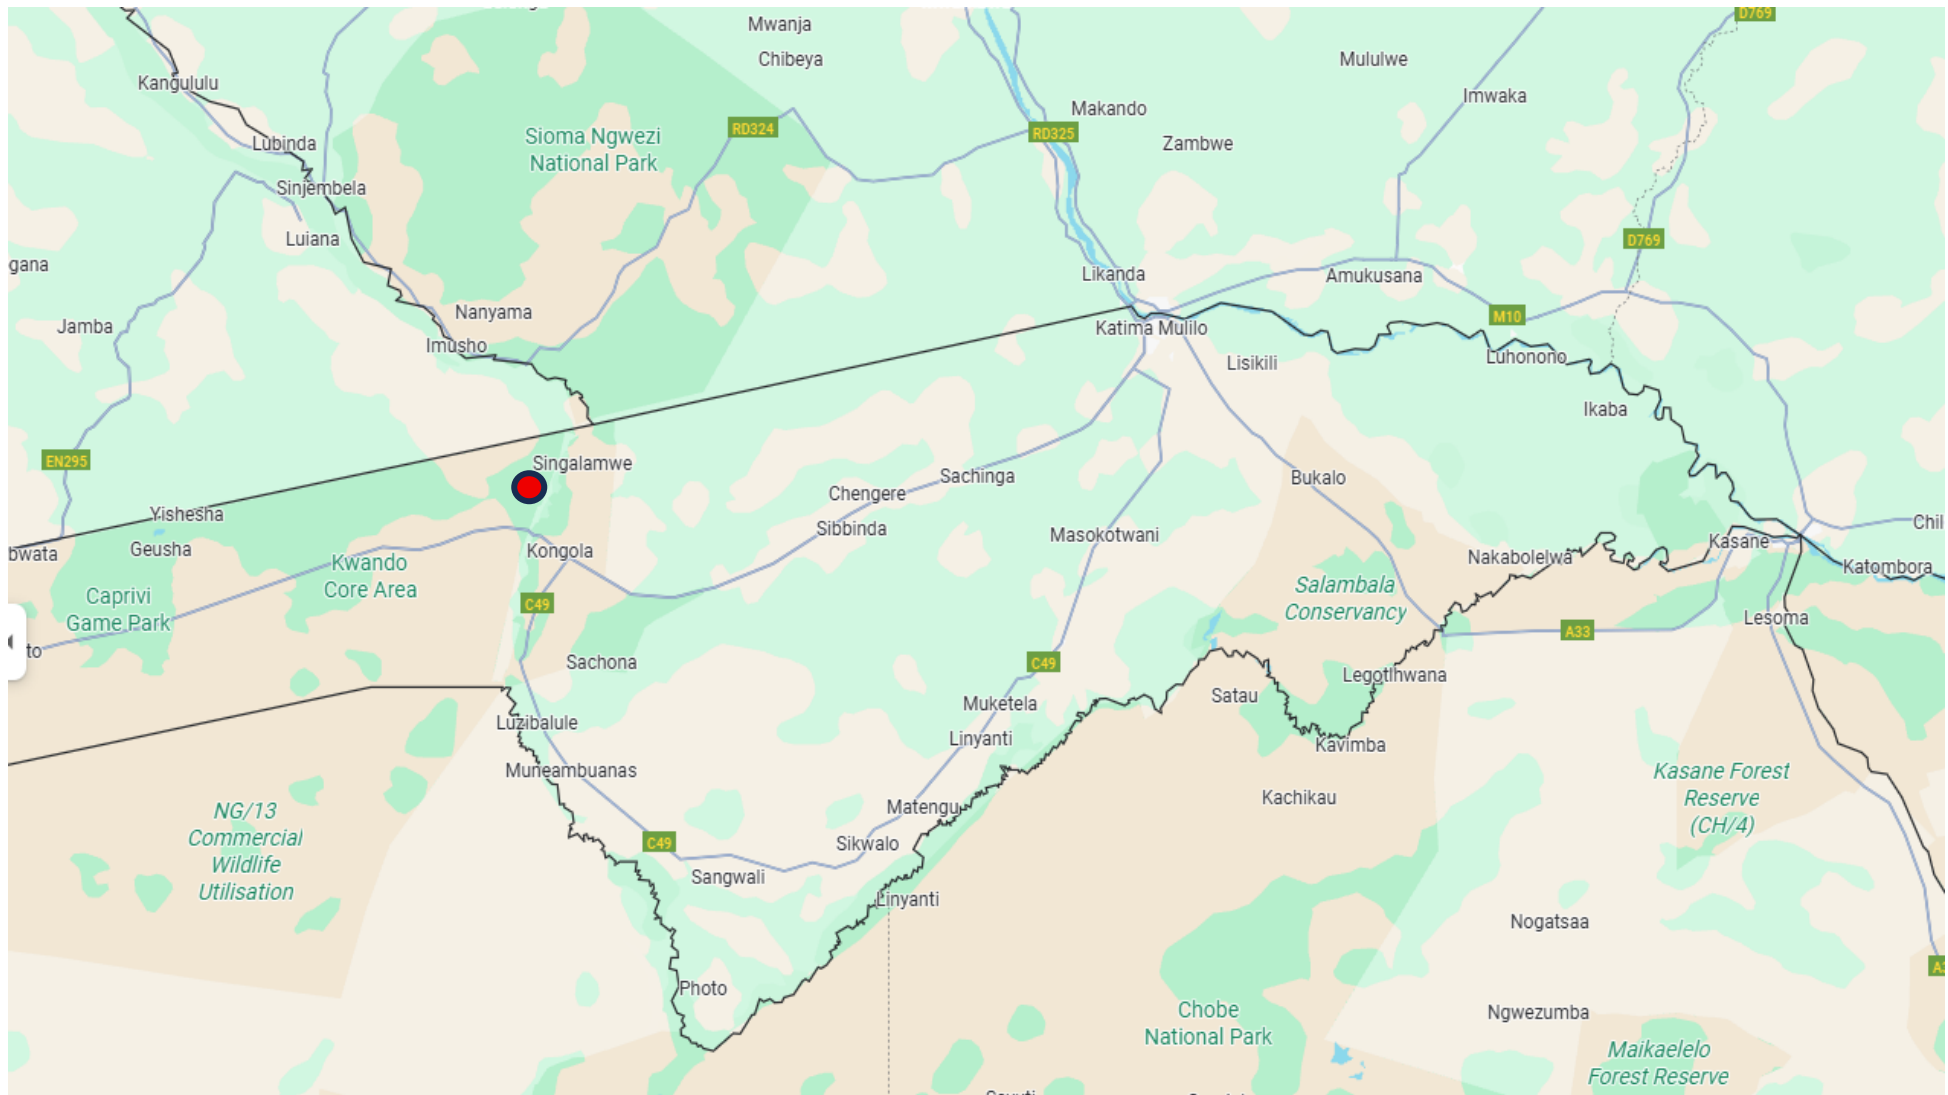 D769
Mwanja
Chibeya
Mululwe
Kangululu
Imwaka
Makando
RD324
RD325
Sioma Ngwezi
National Park
Lubinda
Zambwe
Sinjembela
Luiana
D769
gana
Likanda
Amukusana
Nanyama
M10
Jamba
Katima Mulilo
Imusho
Luhonono
Lisikili
Ikaba
EN295
Singalamwe
Sachinga
Bukalo
Chengere
Yishesha
Sibbinda
Chil
Masokotwani
Kasane
Geusha
Kongola
bwata
Nakabolelwa
Kwando
Core Area
Katombora
Salambala
Conservancy
Caprivi
Game Park
C49
Lesoma
A33
to
Sachona
C49
Legotlhwana
Satau
Muketela
Luzibalule
Linyanti
Kavimba
Muneambuanas
Kasane Forest
Reserve
(CH/4)
Kachikau
NG/13
Commercial
Wildlife
Utilisation
Matengu
C49
Sikwalo
Sangwali
Linyanti
Nogatsaa
Photo
Chobe
National Park
Ngwezumba
Maikaelelo
Forest Reserve